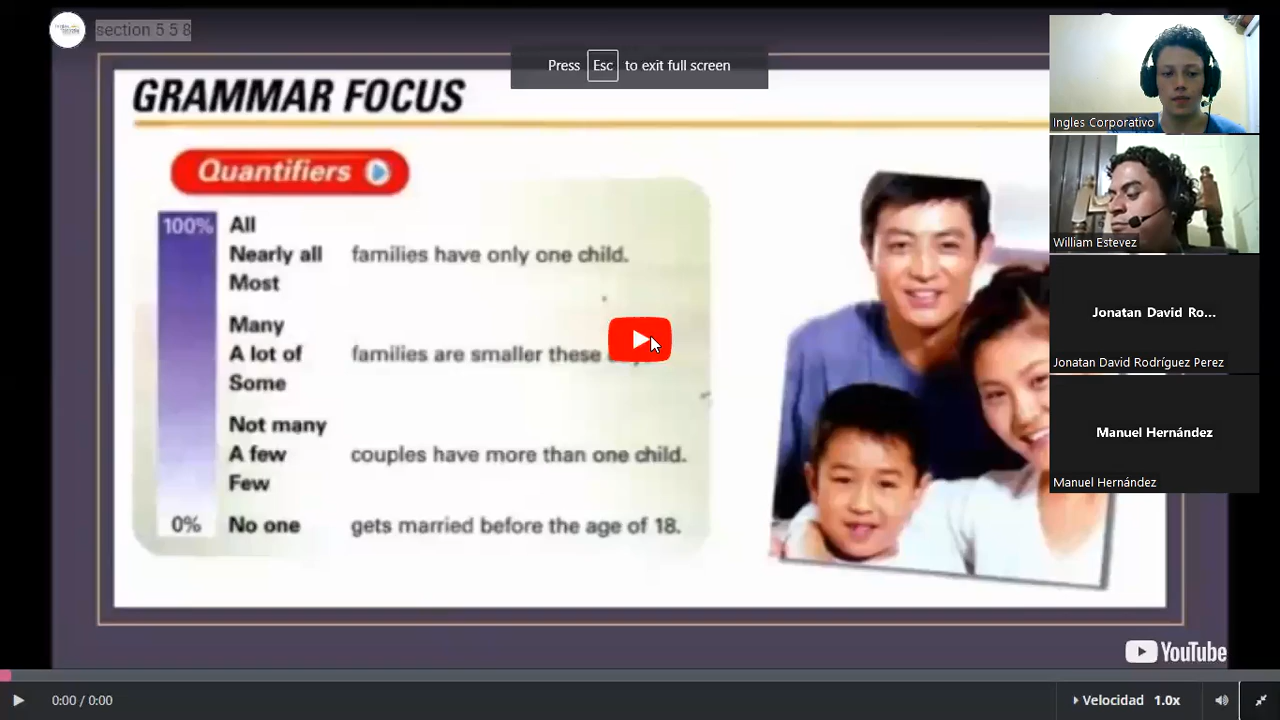 section 5 5 8
Press Esc to exit full screen
GRAMMAR FOCUS
Quantifiers
100% All
Nearly all families have only one child.
Most
Many
A lot of families are smaller these
Some
Not many
A few couples have more than one child.
Few
0% No one gets married before the age of 18.
Ingles Corporativo
William Estevez
Jonatan David Ro...
Jonatan David Rodríguez Perez
Manuel Hernández
Manuel Hernández
YouTube
0:00 / 0:00
Velocidad 1.0x